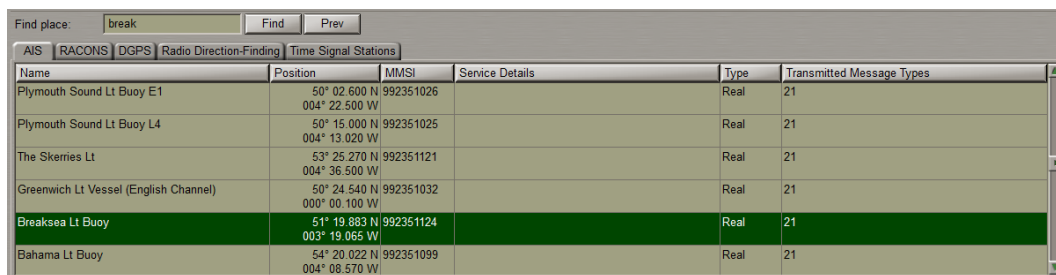 Find place: break Find Prev
AIS RACONS DGPS Radio Direction-Finding Time Signal Stations
Name Position MMSI Service Details Type Transmitted Message Types
Plymouth Sound Lt Buoy E1 50° 02.600 N 992351026 Real 21
004° 22.500 W
Plymouth Sound Lt Buoy L4 50° 15.000 N 992351025 Real 21
004° 13.020 W
The Skerries Lt 53° 25.270 N 992351121 Real 21
004° 36.500 W
Greenwich Lt Vessel (English Channel) 50° 24.540 N 992351032 Real 21
000° 00.100 W
Breaksea Lt Buoy 51° 19.883 N 992351124 Real 21
003° 19.065 W
Bahama Lt Buoy 54° 20.022 N 992351099 Real 21
004° 08.570 W